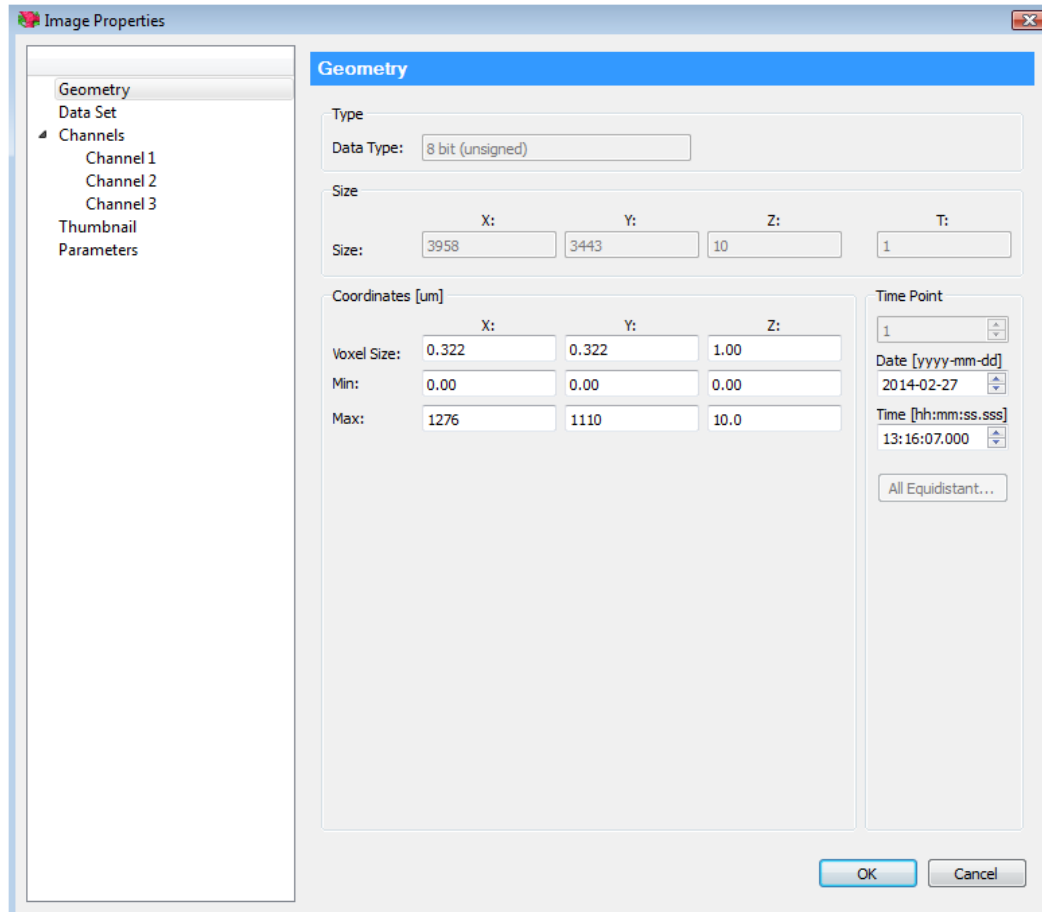 Image Properties
Geometry
Data Set
Channels
Channel 1
Channel 2
Channel 3
Thumbnail
Parameters
Geometry
Type
Data Type: 8 bit (unsigned)
Size
X: Y: Z: T:
Size: 3958 3443 10 1
Coordinates [um]
X: Y: Z:
Voxel Size: 0.322 0.322 1.00
Min: 0.00 0.00 0.00
Max: 1276 1110 10.0
Time Point
1
Date [yyyy-mm-dd]
2014-02-27
Time [hh:mm:ss.sss]
13:16:07.000
All Equidistant...
OK Cancel